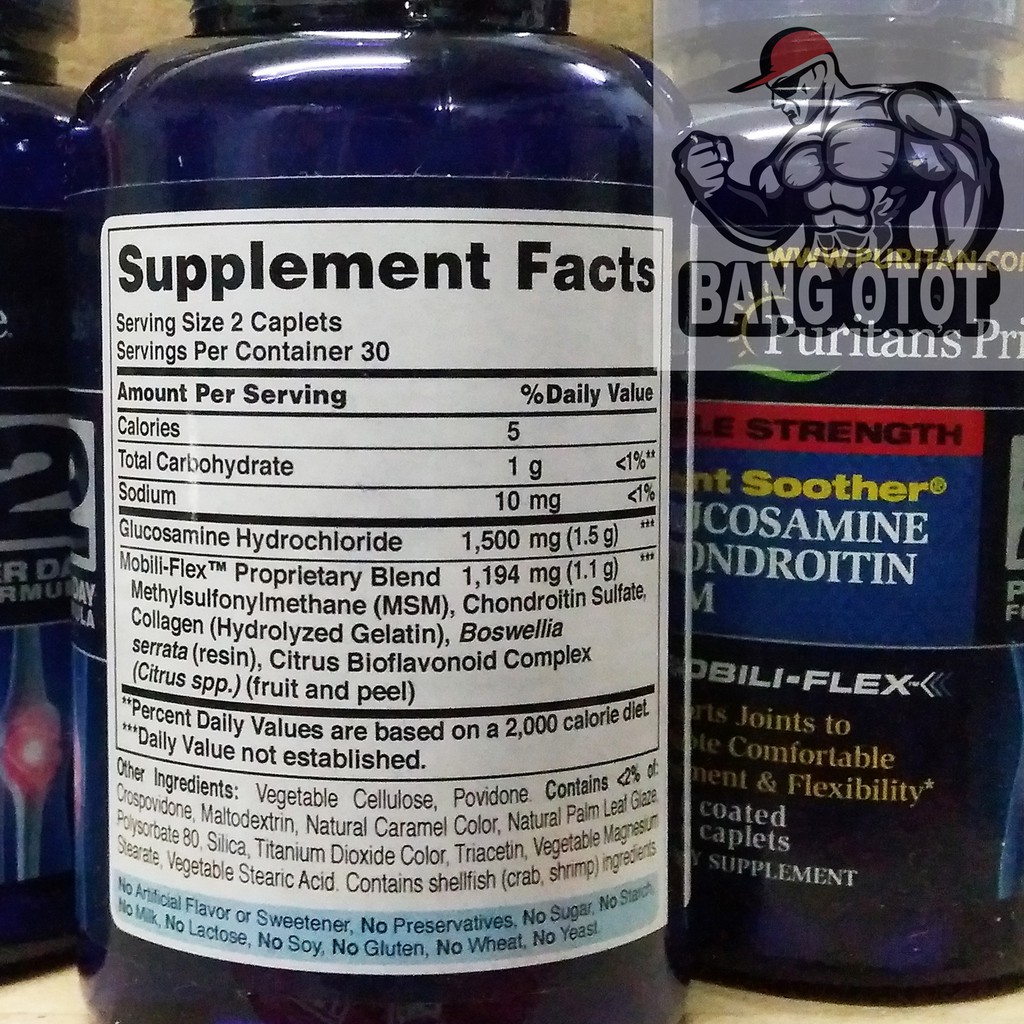 Supplement Facts
Serving Size 2 Caplets
Servings Per Container 30
Amount Per Serving %Daily Value
Calories 5
Total Carbohydrate 1 g <1%**
Sodium 10 mg <1%
Glucosamine Hydrochloride 1,500 mg (1.5 g) ***
Mobili-Flex™ Proprietary Blend 1,194 mg (1.1 g) ***
Methylsulfonylmethane (MSM), Chondroitin Sulfate,
Collagen (Hydrolyzed Gelatin), Boswellia
serrata (resin), Citrus Bioflavonoid Complex
(Citrus spp.) (fruit and peel)
**Percent Daily Values are based on a 2,000 calorie diet.
***Daily Value not established.
Other Ingredients: Vegetable Cellulose, Povidone. Contains <2% of:
Crospovidone, Maltodextrin, Natural Caramel Color, Natural Palm Leaf Glaze,
Polysorbate 80, Silica, Titanium Dioxide Color, Triacetin, Vegetable Magnesium
Stearate, Vegetable Stearic Acid. Contains shellfish (crab, shrimp) ingredients.
No Artificial Flavor or Sweetener, No Preservatives, No Sugar, No Starch,
No Milk, No Lactose, No Soy, No Gluten, No Wheat, No Yeast.
WWW.PURITAN.CO
BANG OTOT
Puritan's Pri
LE STRENGTH
nt Soother®
UCOSAMINE
ONDROITIN
M
OBILI-FLEX™
rts Joints to
te Comfortable
ment & Flexibility*
coated
caplets
Y SUPPLEMENT
2
ER DA
RMU
DAY
ULA